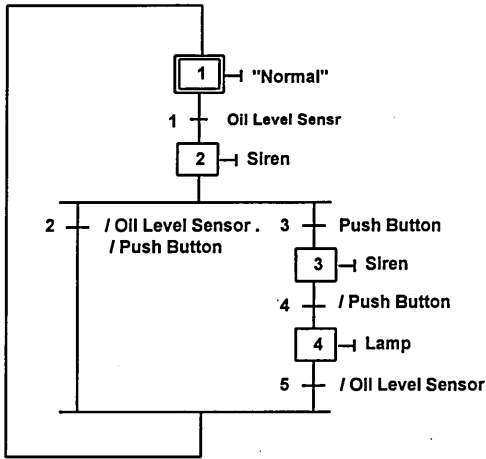 1 "Normal"
1 Oil Level Sensr
2 Siren
2 / Oil Level Sensor . 3 Push Button
/ Push Button
3 Siren
4 / Push Button
4 Lamp
5 / Oil Level Sensor